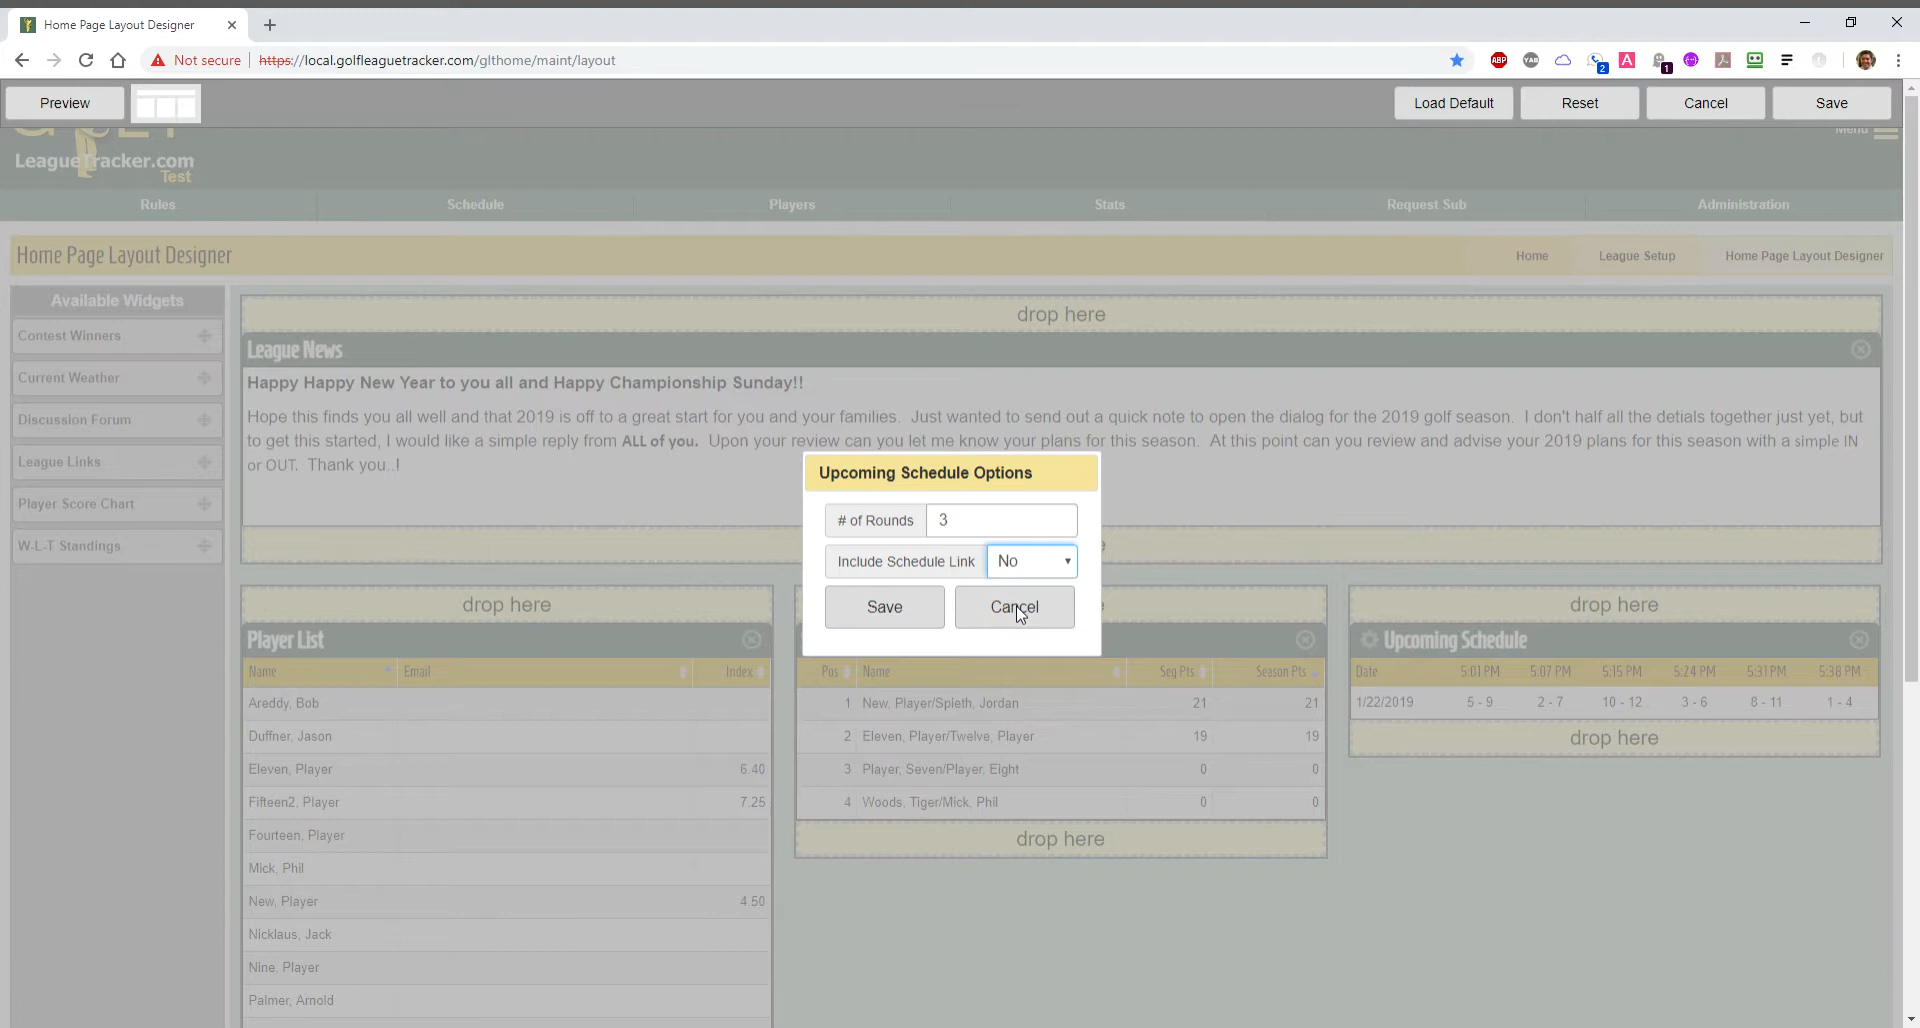 Home Page Layout Designer
Not secure
https://local.golfleaguetracker.com/glthome/maint/layout
ABP
YAB
2
A
1
Preview
Load Default
Reset
Cancel
Save
Menu
LeagueTracker.com
Test
Rules
Schedule
Players
Stats
Request Sub
Administration
Home Page Layout Designer
Home
League Setup
Home Page Layout Designer
Available Widgets
Contest Winners
Current Weather
Discussion Forum
League Links
Player Score Chart
W-L-T Standings
drop here
League News
Happy Happy New Year to you all and Happy Championship Sunday!!
Hope this finds you all well and that 2019 is off to a great start for you and your families.  Just wanted to send out a quick note to open the dialog for the 2019 golf season.  I don't half all the detials together just yet, but
to get this started, I would like a simple reply from ALL of you.  Upon your review can you let me know your plans for this season.  At this point can you review and advise your 2019 plans for this season with a simple IN
or OUT.  Thank you..!
Upcoming Schedule Options
# of Rounds 3
Include Schedule Link No
Save Cancel
drop here
Player List
Name Email Index
Areddy, Bob
Duffner, Jason
Eleven, Player 6.40
Fifteen2, Player 7.25
Fourteen, Player
Mick, Phil
New, Player 4.50
Nicklaus, Jack
Nine, Player
Palmer, Arnold
Pos Name Seg Pts Season Pts
1 New, Player/Spieth, Jordan 21 21
2 Eleven, Player/Twelve, Player 19 19
3 Player, Seven/Player, Eight 0 0
4 Woods, Tiger/Mick, Phil 0 0
drop here
drop here
Upcoming Schedule
Date 5:01 PM 5:07 PM 5:15 PM 5:24 PM 5:31 PM 5:38 PM
1/22/2019 5 - 9 2 - 7 10 - 12 3 - 6 8 - 11 1 - 4
drop here